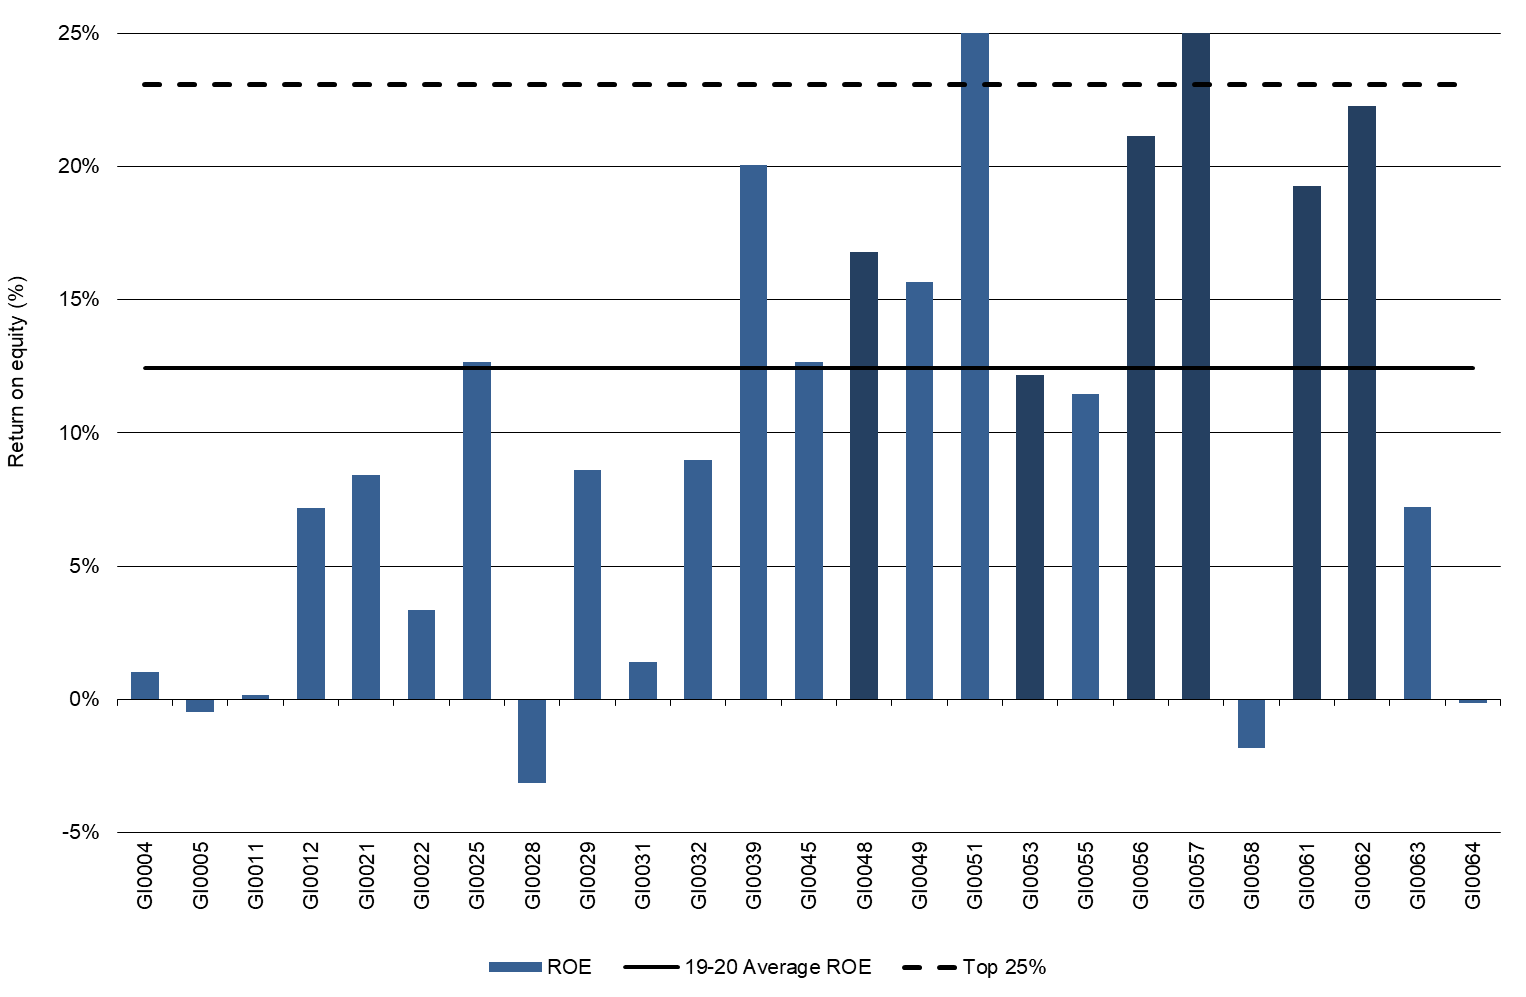 25%
20%
15%
10%
5%
0%
-5%
Return on equity (%)
GI0004
GI0005
GI0011
GI0012
GI0021
GI0022
GI0025
GI0028
GI0029
GI0031
GI0032
GI0039
GI0045
GI0048
GI0049
GI0051
GI0053
GI0055
GI0056
GI0057
GI0058
GI0061
GI0062
GI0063
GI0064
ROE
19-20 Average ROE
Top 25%